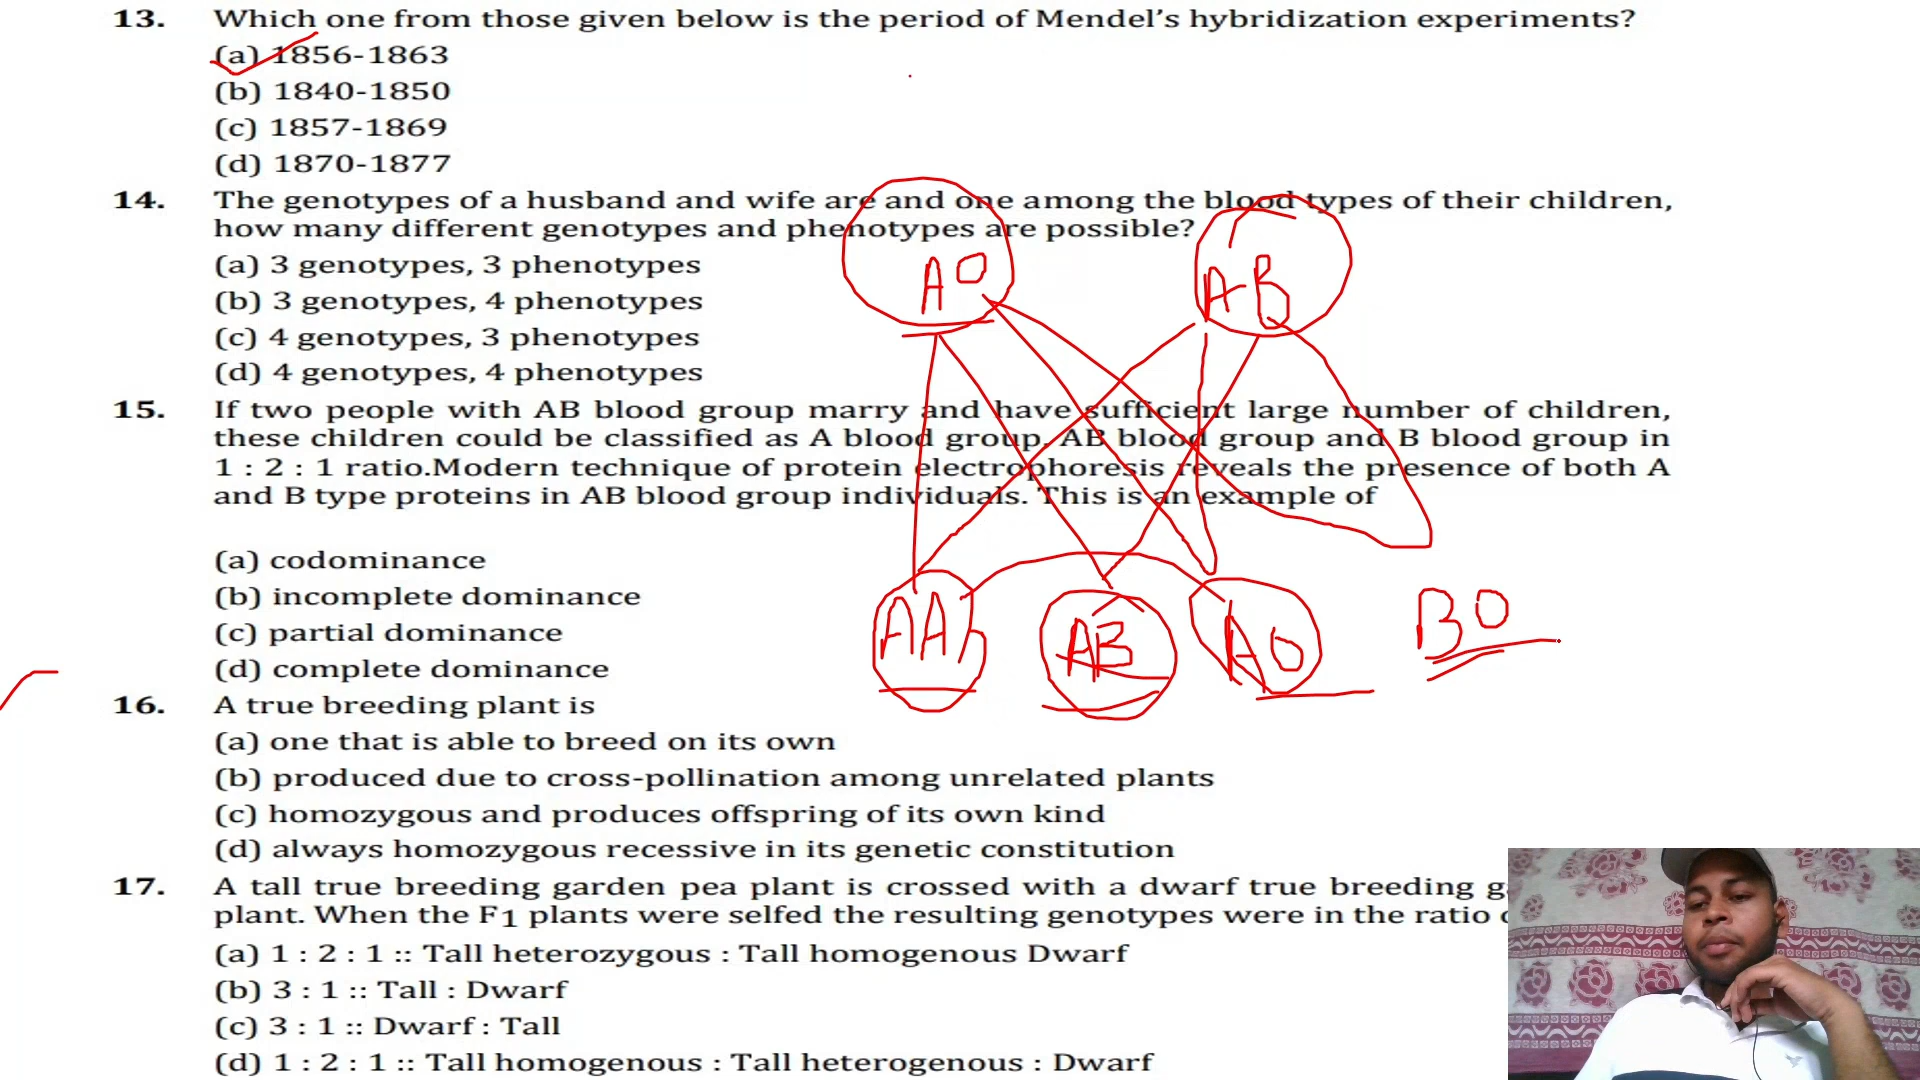 13. Which one from those given below is the period of Mendel's hybridization experiments?
(a) 1856-1863
(b) 1840-1850
(c) 1857-1869
(d) 1870-1877
14. The genotypes of a husband and wife are and one among the blood types of their children,
how many different genotypes and phenotypes are possible?
(a) 3 genotypes, 3 phenotypes
(b) 3 genotypes, 4 phenotypes
(c) 4 genotypes, 3 phenotypes
(d) 4 genotypes, 4 phenotypes
AO AB
15. If two people with AB blood group marry and have sufficient large number of children,
these children could be classified as A blood group, AB blood group and B blood group in
1 : 2 : 1 ratio.Modern technique of protein electrophoresis reveals the presence of both A
and B type proteins in AB blood group individuals. This is an example of
(a) codominance
(b) incomplete dominance
(c) partial dominance
(d) complete dominance
AA AB AO BO
16. A true breeding plant is
(a) one that is able to breed on its own
(b) produced due to cross-pollination among unrelated plants
(c) homozygous and produces offspring of its own kind
(d) always homozygous recessive in its genetic constitution
17. A tall true breeding garden pea plant is crossed with a dwarf true breeding
plant. When the F1 plants were selfed the resulting genotypes were in the ratio
(a) 1 : 2 : 1 :: Tall heterozygous : Tall homogenous Dwarf
(b) 3 : 1 :: Tall : Dwarf
(c) 3 : 1 :: Dwarf : Tall
(d) 1 : 2 : 1 :: Tall homogenous : Tall heterogenous : Dwarf